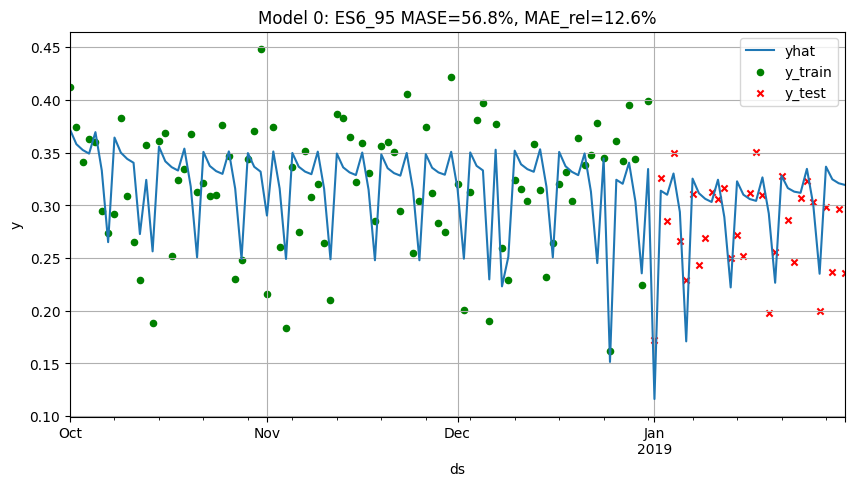 Model 0: ES6_95 MASE=56.8%, MAE_rel=12.6%
yhat
y_train
y_test
y
0.45
0.40
0.35
0.30
0.25
0.20
0.15
0.10
Oct Nov Dec Jan
2019
ds